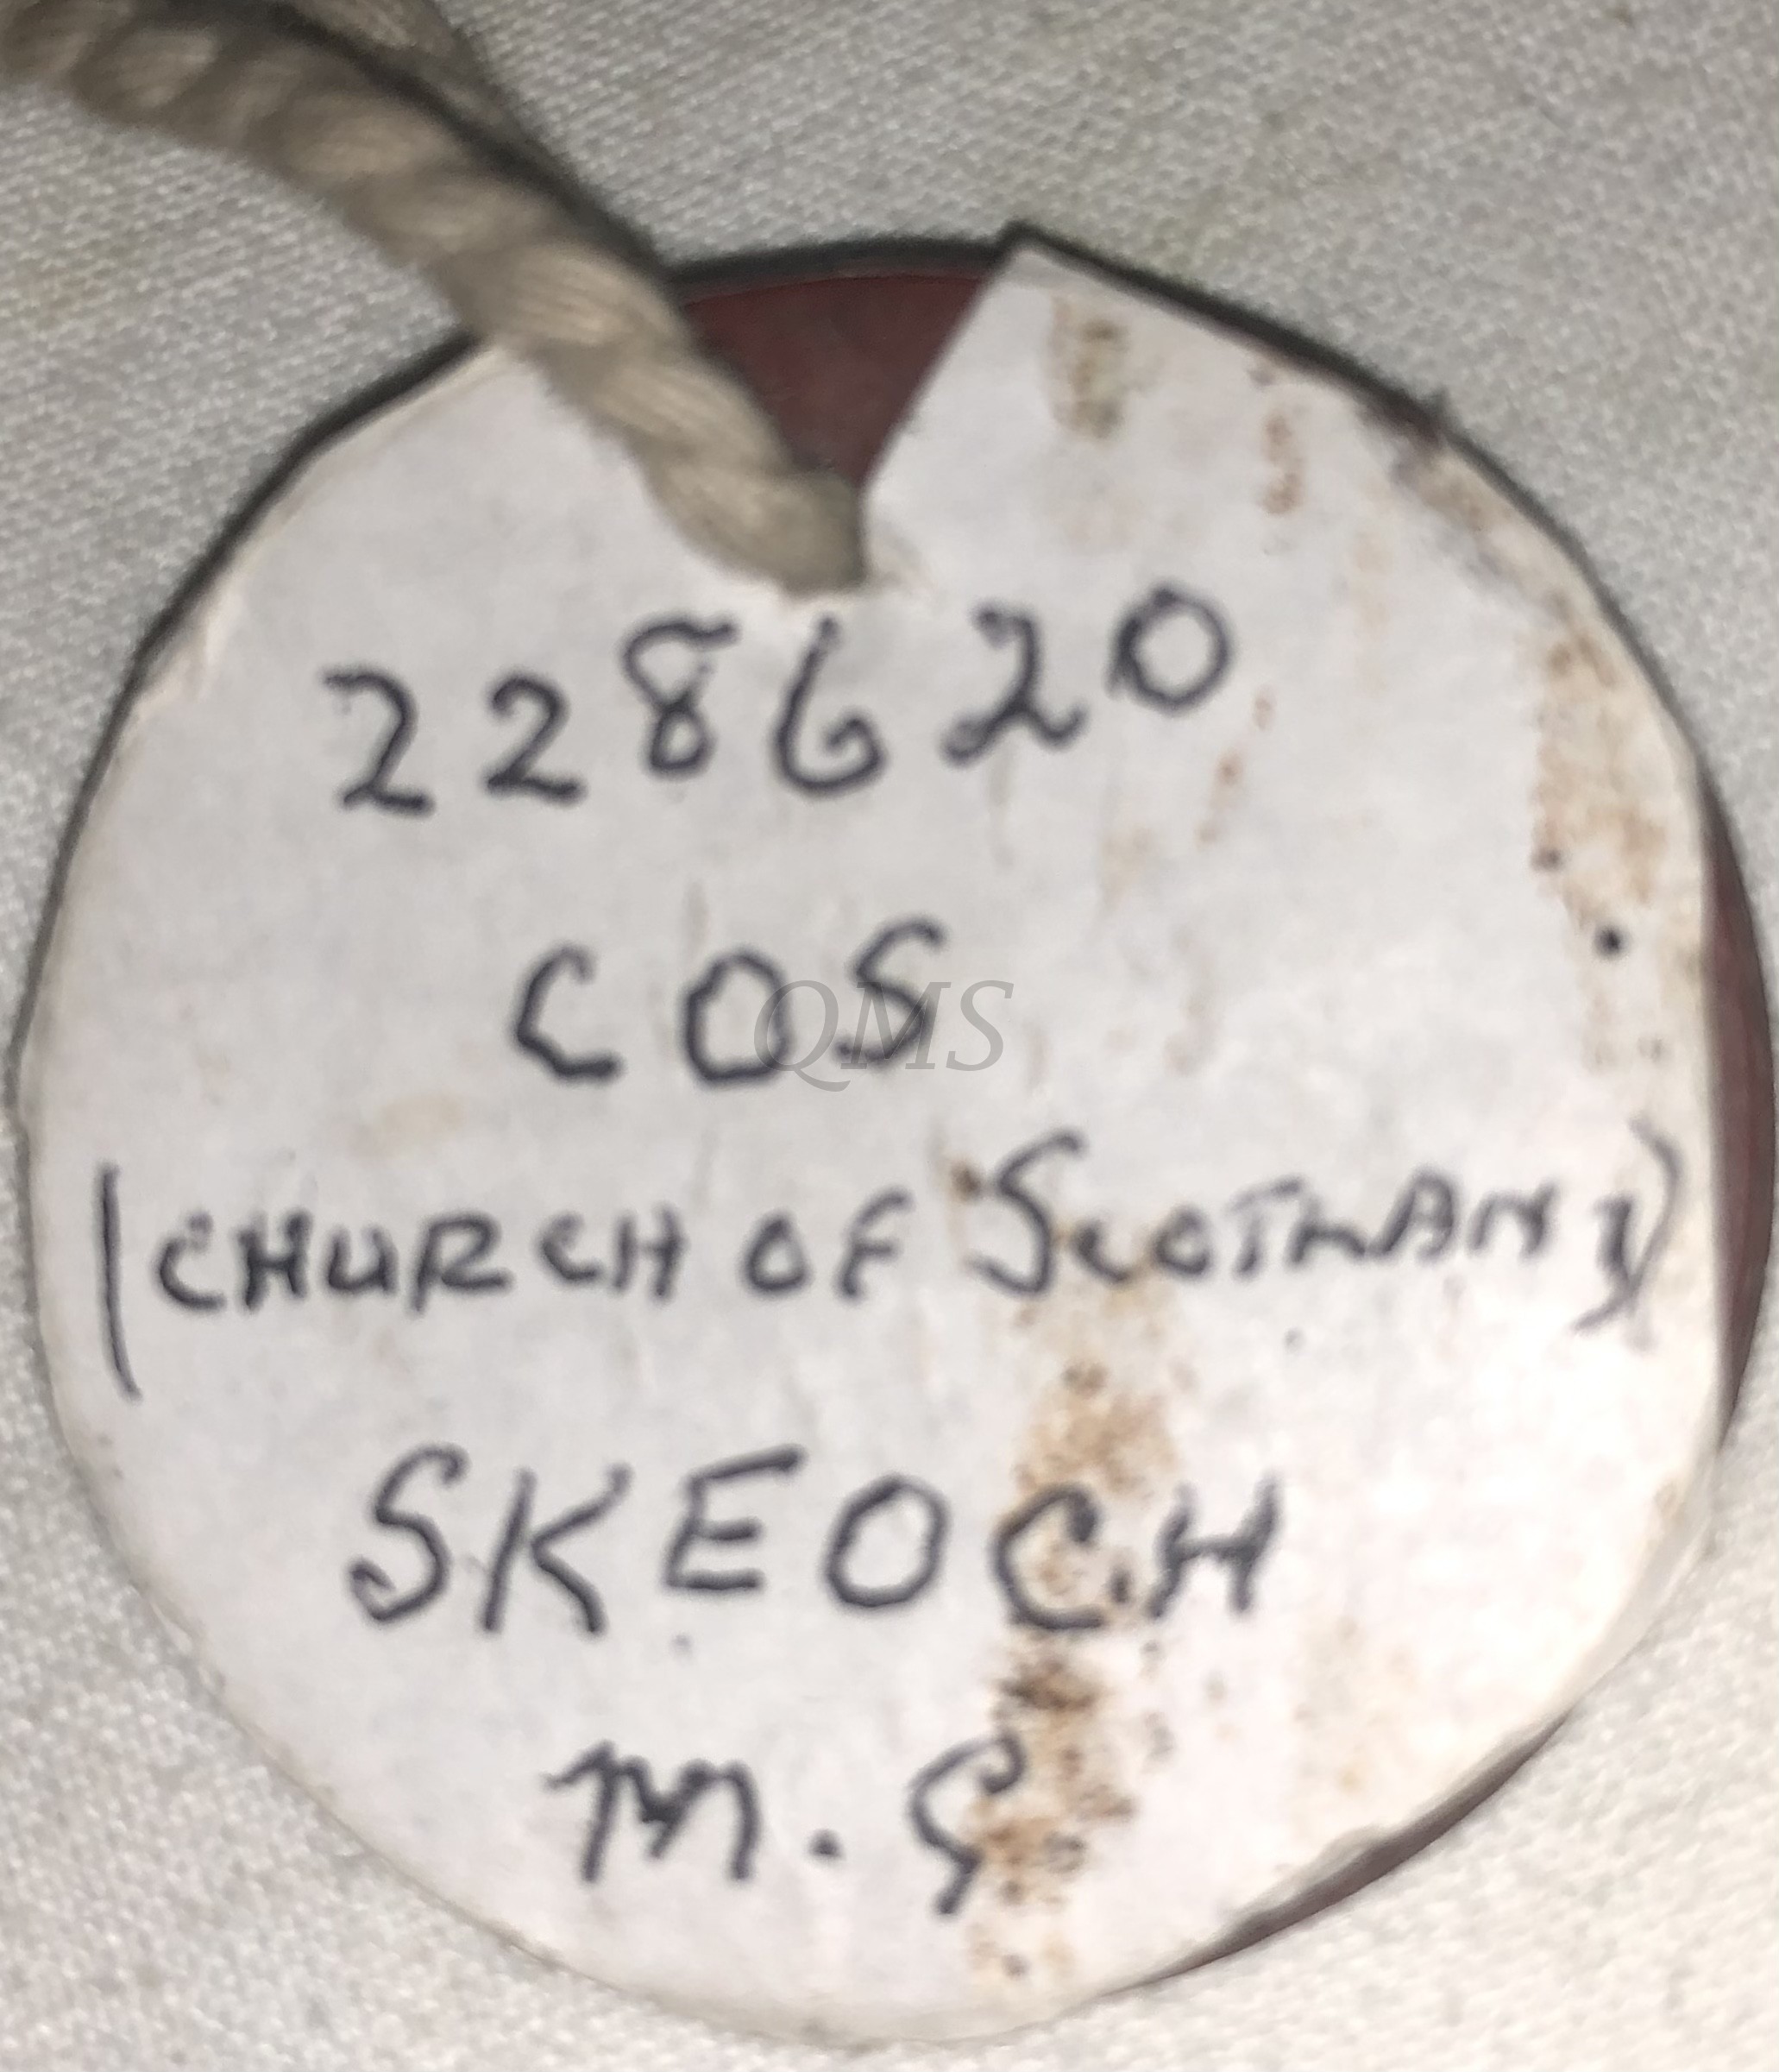 228620
COS
QMS
(CHURCH OF SCOTLAND)
SKEOCH
M.S